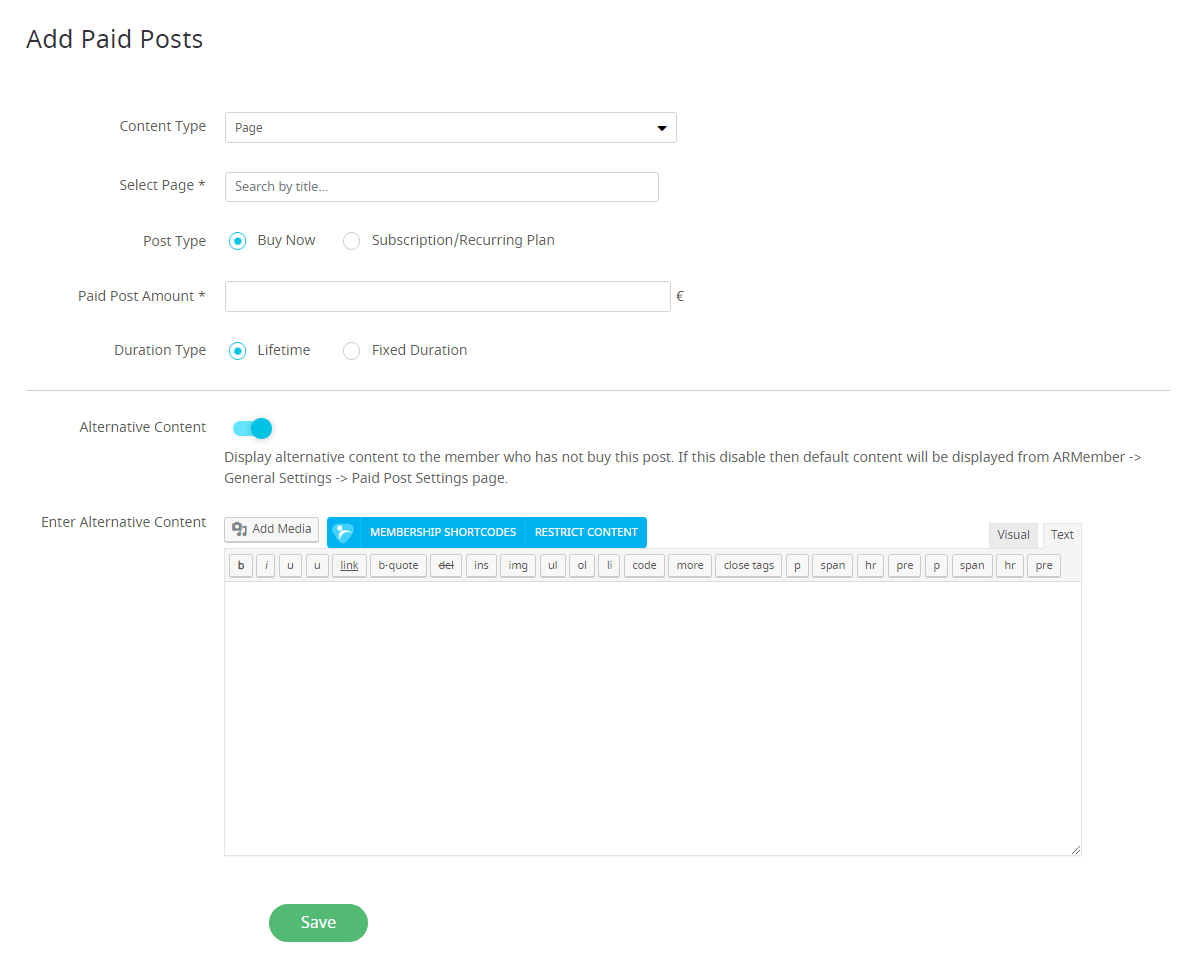 Add Paid Posts
Content Type Page
Select Page * Search by title...
Post Type Buy Now Subscription/Recurring Plan
Paid Post Amount * €
Duration Type Lifetime Fixed Duration
Alternative Content
Display alternative content to the member who has not buy this post. If this disable then default content will be displayed from ARMember ->
General Settings -> Paid Post Settings page.
Enter Alternative Content Add Media MEMBERSHIP SHORTCODES RESTRICT CONTENT Visual Text
b i u u link b-quote del ins img ul ol li code more close tags p span hr pre p span hr pre
Save